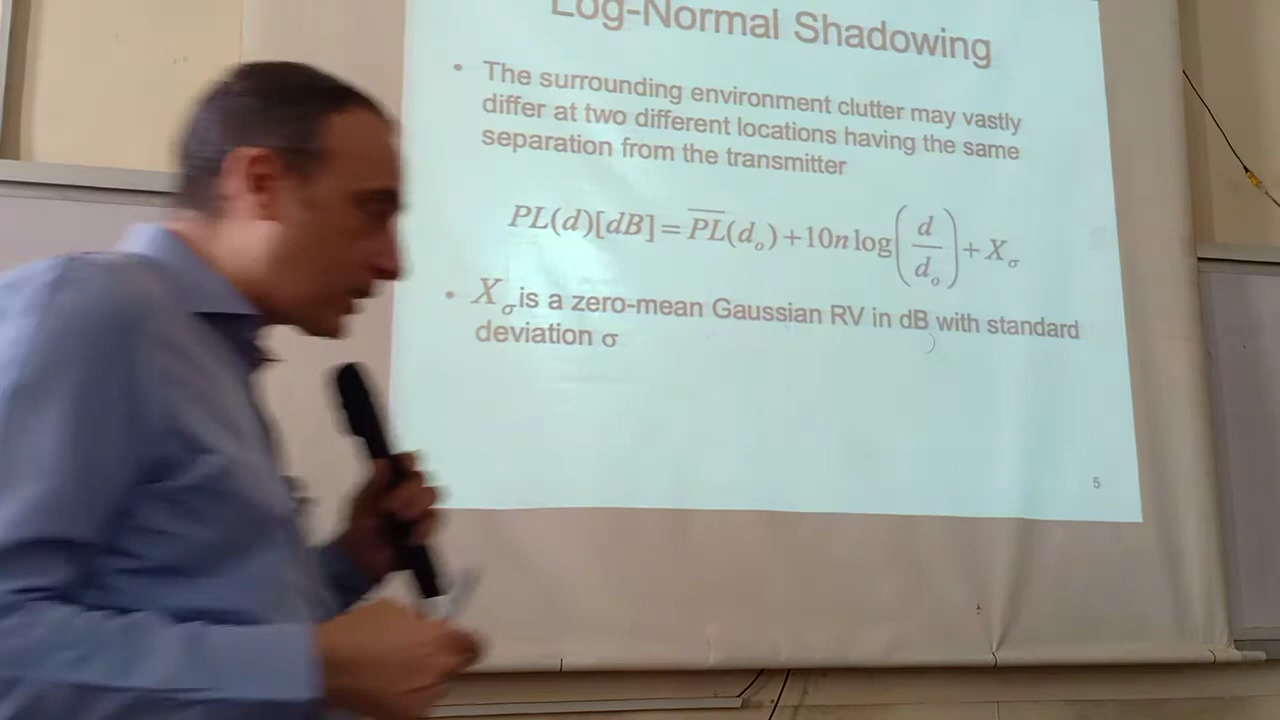 Log-Normal Shadowing
• The surrounding environment clutter may vastly
differ at two different locations having the same
separation from the transmitter
PL(d)[dB] = \overline{PL}(d_o) + 10n log(d/d_o) + X_σ
• X_σ is a zero-mean Gaussian RV in dB with standard
deviation σ
5